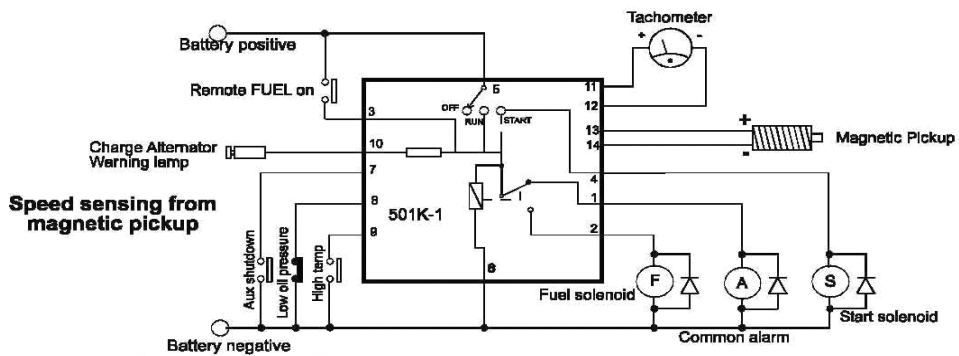 Tachometer
+ -
Battery positive
Remote FUEL on
5
OFF
RUN
START
11
12
3
13
14
+
-
Magnetic Pickup
Charge Alternator
Warning lamp
10
7
4
Speed sensing from
magnetic pickup
8
501K-1
1
9
2
6
Aux shutdown
Low oil pressure
High temp
F
A
S
Fuel solenoid
Start solenoid
Common alarm
Battery negative